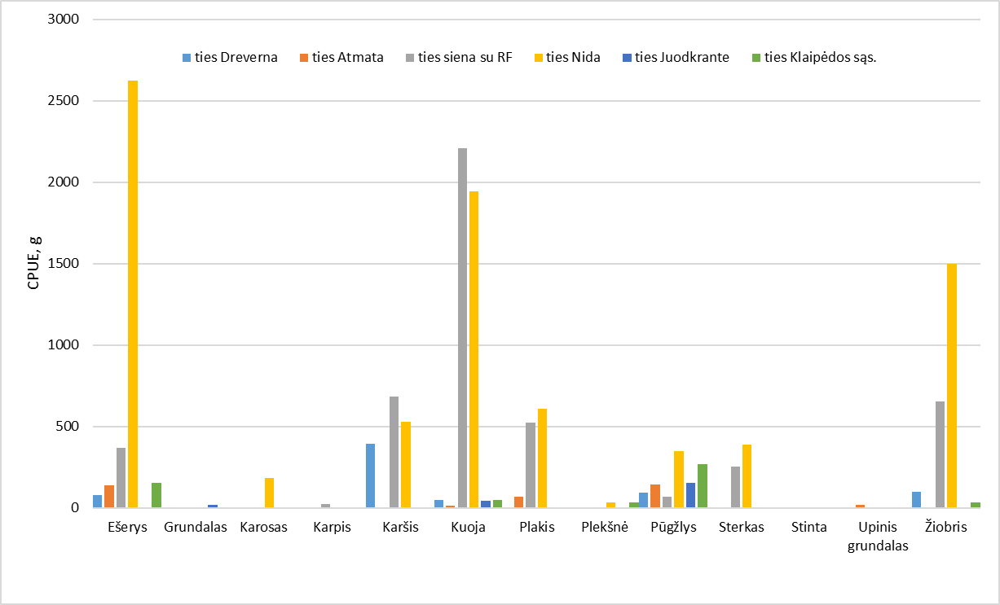 3000
ties Dreverna ties Atmata ties siena su RF ties Nida ties Juodkrante ties Klaipėdos sąs.
2500
2000
1500
1000
500
0
CPUE, g
Ešerys Grundalas Karosas Karpis Karšis Kuoja Plakis Plekšnė Pūgžlys Sterkas Stinta Upinis Žiobris
grundalas